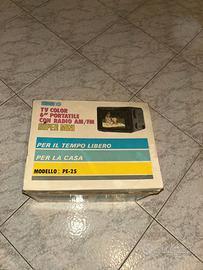 TV COLOR
6" PORTATILE
CON RADIO AM/FM
SUPER MINI
PER IL TEMPO LIBERO
PER LA CASA
MODELLO: PE-25